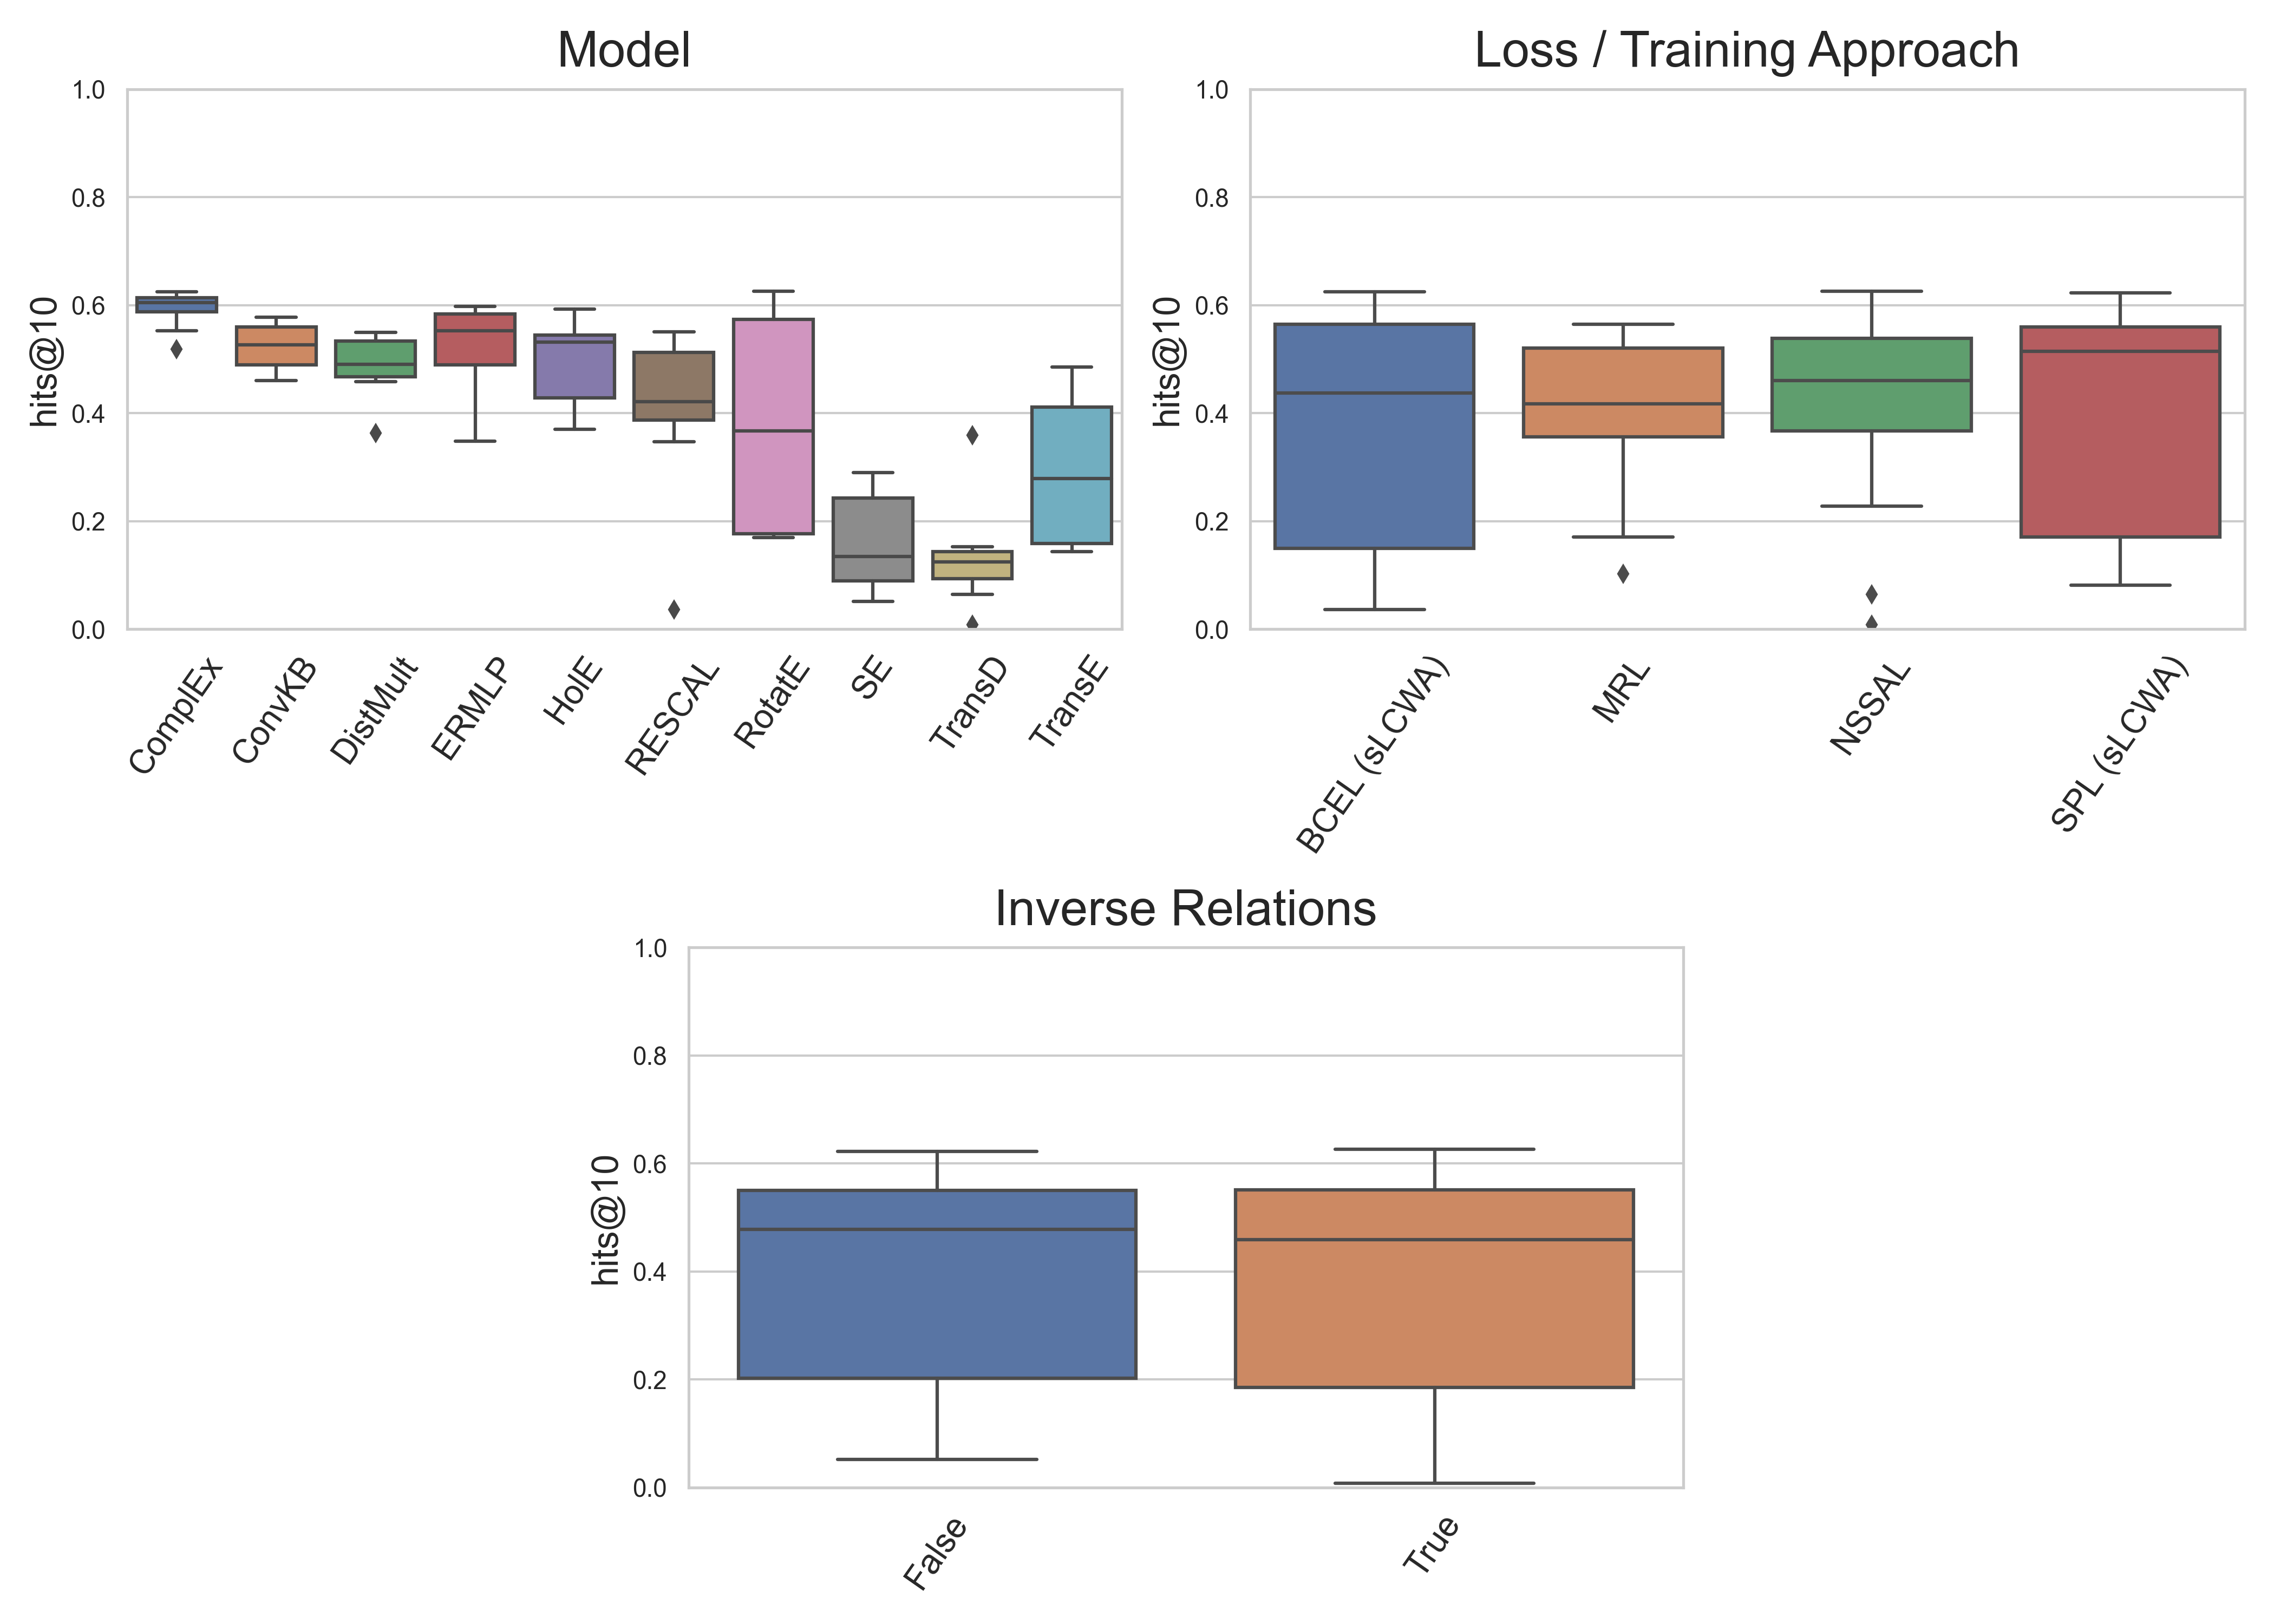 Model
1.0
0.8
0.6
0.4
0.2
0.0
hits@10
ComplEx
ConvKB
DistMult
ERMLP
HolE
RESCAL
RotatE
SE
TransD
TransE
Loss / Training Approach
1.0
0.8
0.6
0.4
0.2
0.0
hits@10
BCEL (sLCWA)
MRL
NSSAL
SPL (sLCWA)
Inverse Relations
1.0
0.8
0.6
0.4
0.2
0.0
hits@10
False
True